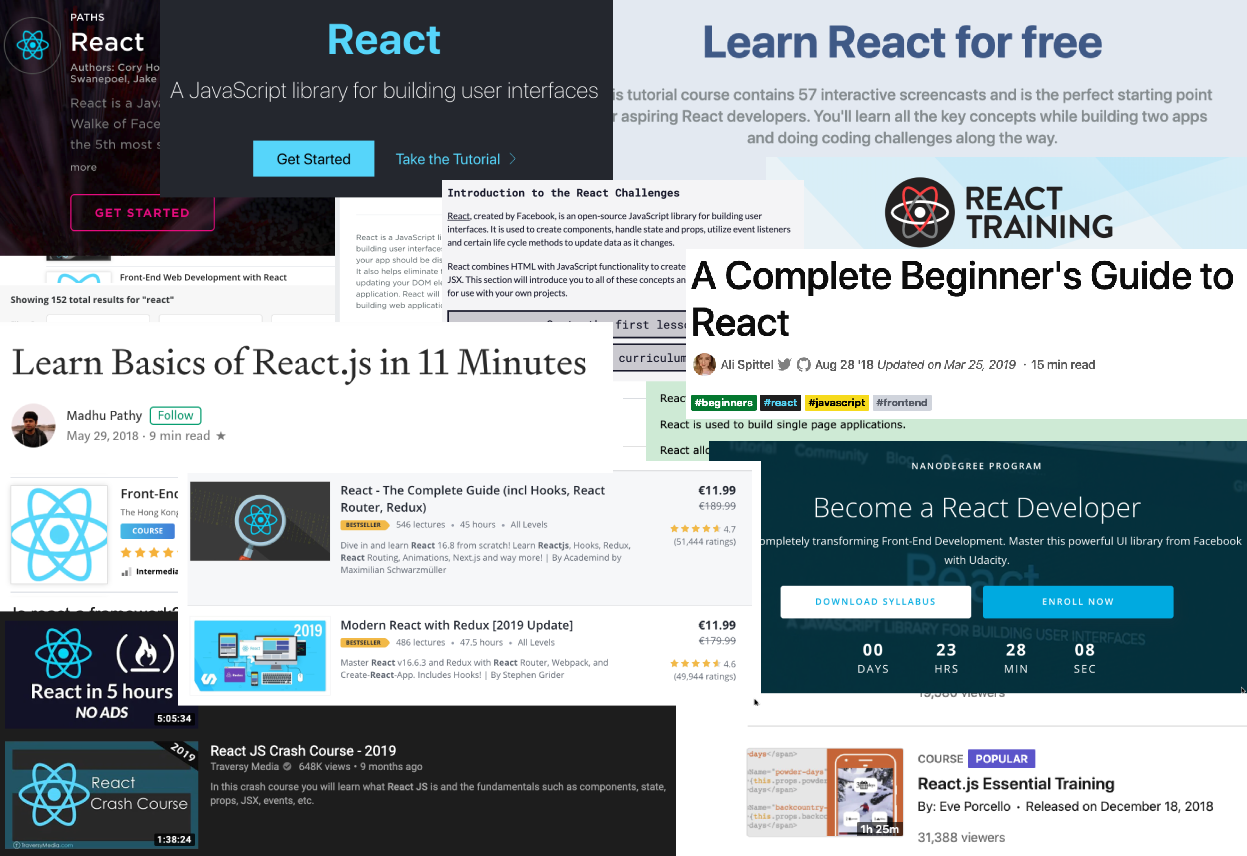 PATHS
React
Authors: Cory Ho
Swanepoel, Jake
React is a Java
Walke of Face
the 5th most s
more
GET STARTED
React
A JavaScript library for building user interfaces
Get Started
Take the Tutorial
Learn React for free
is tutorial course contains 57 interactive screencasts and is the perfect starting point
r aspiring React developers. You'll learn all the key concepts while building two apps
and doing coding challenges along the way.
REACT
TRAINING
Front-End Web Development with React
Showing 152 total results for "react"
React is a JavaScript li
building user interface
your app should be dis
It also helps eliminate t
updating your DOM ele
application. React will
building web applicatio
Introduction to the React Challenges
React, created by Facebook, is an open-source JavaScript library for building user
interfaces. It is used to create components, handle state and props, utilize event listeners
and certain life cycle methods to update data as it changes.
React combines HTML with JavaScript functionality to create
JSX. This section will introduce you to all of these concepts an
for use with your own projects.
first less
curriculum
A Complete Beginner's Guide to
React
Ali Spittel Aug 28 '18 Updated on Mar 25, 2019 · 15 min read
#beginners #react #javascript #frontend
Reac
React is used to build single page applications.
React allo
Learn Basics of React.js in 11 Minutes
Madhu Pathy Follow
May 29, 2018 · 9 min read ★
Front-End
The Hong Kong
COURSE
Intermedia
React - The Complete Guide (incl Hooks, React
Router, Redux)
BESTSELLER 546 lectures • 45 hours • All Levels
Dive in and learn React 16.8 from scratch! Learn Reactjs, Hooks, Redux,
React Routing, Animations, Next.js and way more! | By Academind by
Maximilian Schwarzmüller
€11.99
€189.99
4.7
(51,444 ratings)
2019
Modern React with Redux [2019 Update]
BESTSELLER 486 lectures • 47.5 hours • All Levels
Master React v16.6.3 and Redux with React Router, Webpack, and
Create-React-App. Includes Hooks! | By Stephen Grider
€11.99
€179.99
4.6
(49,944 ratings)
Tutorial Community Blog
NANODEGREE PROGRAM
Become a React Developer
ompletely transforming Front-End Development. Master this powerful UI library from Facebook
with Udacity.
React
DOWNLOAD SYLLABUS
ENROLL NOW
A JAVASCRIPT LIBRARY FOR BUILDING USER INTERFACES
00 23 28 08
DAYS HRS MIN SEC
Is react a framework?
React in 5 hours
NO ADS
5:05:34
2019
React
Crash Course
TraversyMedia.com
1:38:24
React JS Crash Course - 2019
Traversy Media 648K views • 9 months ago
In this crash course you will learn what React JS is and the fundamentals such as components, state,
props, JSX, events, etc.
viewers
days</span>
Name="powder-days"
{this.props.powder
days</span>
Name="backcountry-
{this.props.backco
days</span>
1h 25m
COURSE POPULAR
React.js Essential Training
By: Eve Porcello • Released on December 18, 2018
31,388 viewers